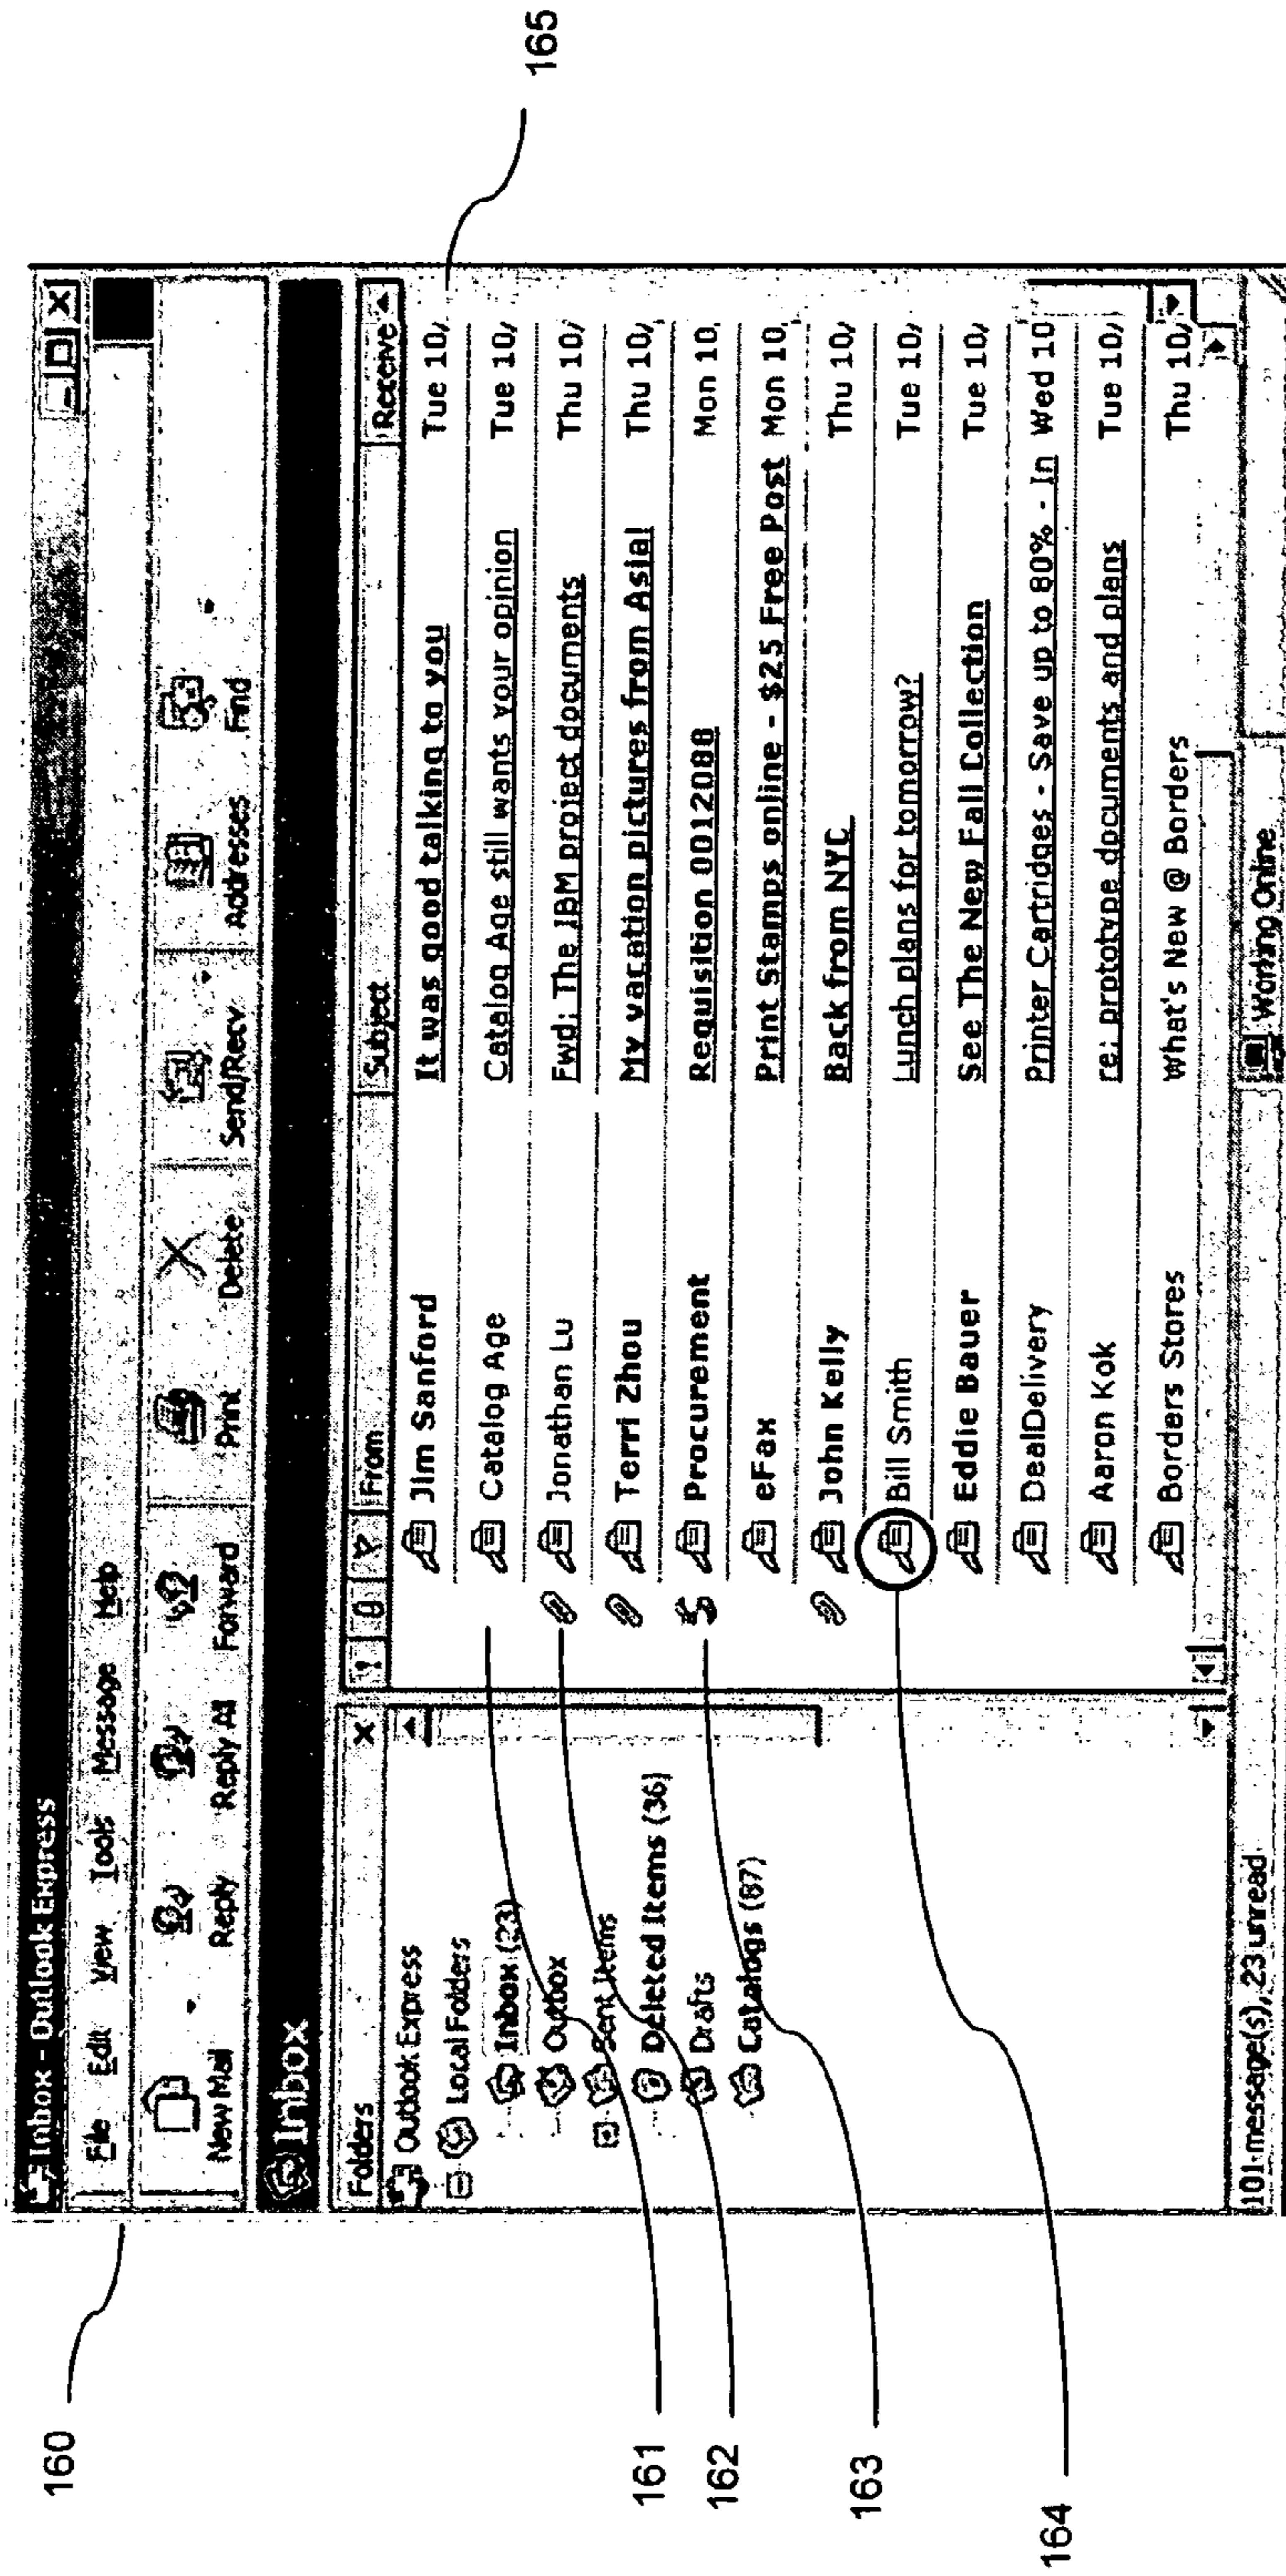 160
Inbox - Outlook Express
File Edit View Tools Message Help
New Mail Reply Reply All Forward Print Delete Send/Recv Addresses Find
Inbox
Folders
Outlook Express
Local Folders
Inbox (23)
Outbox
Sent Items
Deleted Items (36)
Drafts
Catalogs (87)
! From Subject Receive
Jim Sanford It was good talking to you Tue 10/
Catalog Age Catalog Age still wants your opinion Tue 10/
Jonathan Lu Fwd: The IBM project documents Thu 10/
Terri Zhou My vacation pictures from Asia! Thu 10/
Procurement Requisition 0012088 Mon 10
eFax Print Stamps online - $25 Free Post Mon 10
John Kelly Back from NYC Thu 10/
Bill Smith Lunch plans for tomorrow? Tue 10/
Eddie Bauer See The New Fall Collection Tue 10/
DealDelivery Printer Cartridges - Save up to 80% - In Wed 10
Aaron Kok re: prototype documents and plans Tue 10/
Borders Stores What's New @ Borders Thu 10/
101 message(s), 23 unread Working Online
161
162
163
164
165